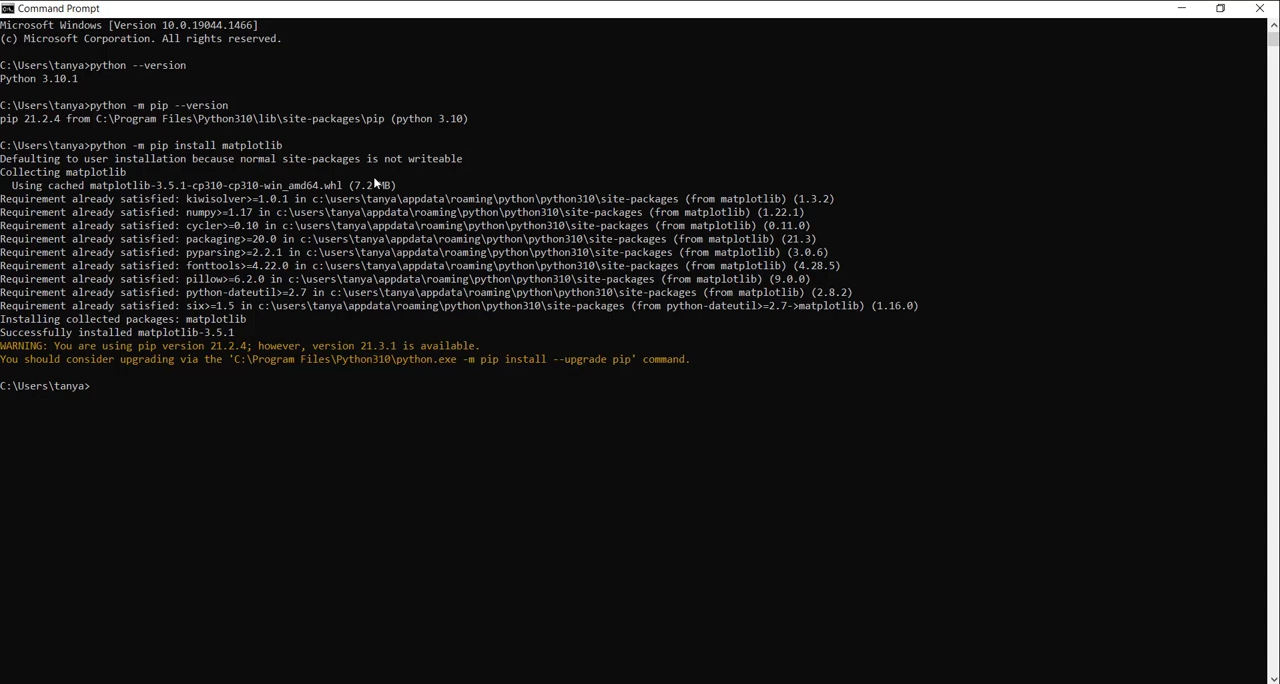 Command Prompt
Microsoft Windows [Version 10.0.19044.1466]
(c) Microsoft Corporation. All rights reserved.
C:\Users\tanya>python --version
Python 3.10.1
C:\Users\tanya>python -m pip --version
pip 21.2.4 from C:\Program Files\Python310\lib\site-packages\pip (python 3.10)
C:\Users\tanya>python -m pip install matplotlib
Defaulting to user installation because normal site-packages is not writeable
Collecting matplotlib
  Using cached matplotlib-3.5.1-cp310-cp310-win_amd64.whl (7.2 MB)
Requirement already satisfied: kiwisolver>=1.0.1 in c:\users\tanya\appdata\roaming\python\python310\site-packages (from matplotlib) (1.3.2)
Requirement already satisfied: numpy>=1.17 in c:\users\tanya\appdata\roaming\python\python310\site-packages (from matplotlib) (1.22.1)
Requirement already satisfied: cycler>=0.10 in c:\users\tanya\appdata\roaming\python\python310\site-packages (from matplotlib) (0.11.0)
Requirement already satisfied: packaging>=20.0 in c:\users\tanya\appdata\roaming\python\python310\site-packages (from matplotlib) (21.3)
Requirement already satisfied: pyparsing>=2.2.1 in c:\users\tanya\appdata\roaming\python\python310\site-packages (from matplotlib) (3.0.6)
Requirement already satisfied: fonttools>=4.22.0 in c:\users\tanya\appdata\roaming\python\python310\site-packages (from matplotlib) (4.28.5)
Requirement already satisfied: pillow>=6.2.0 in c:\users\tanya\appdata\roaming\python\python310\site-packages (from matplotlib) (9.0.0)
Requirement already satisfied: python-dateutil>=2.7 in c:\users\tanya\appdata\roaming\python\python310\site-packages (from matplotlib) (2.8.2)
Requirement already satisfied: six>=1.5 in c:\users\tanya\appdata\roaming\python\python310\site-packages (from python-dateutil>=2.7->matplotlib) (1.16.0)
Installing collected packages: matplotlib
Successfully installed matplotlib-3.5.1
WARNING: You are using pip version 21.2.4; however, version 21.3.1 is available.
You should consider upgrading via the 'C:\Program Files\Python310\python.exe -m pip install --upgrade pip' command.
C:\Users\tanya>